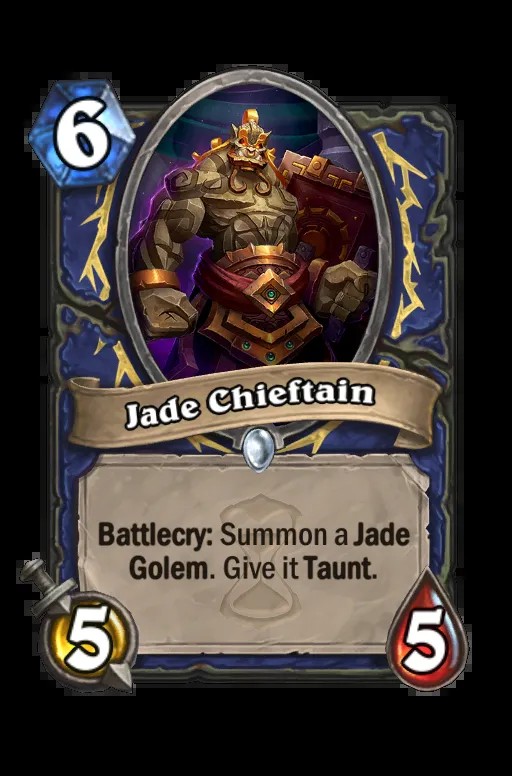 6
Jade Chieftain
Battlecry: Summon a Jade
Golem. Give it Taunt.
5
5